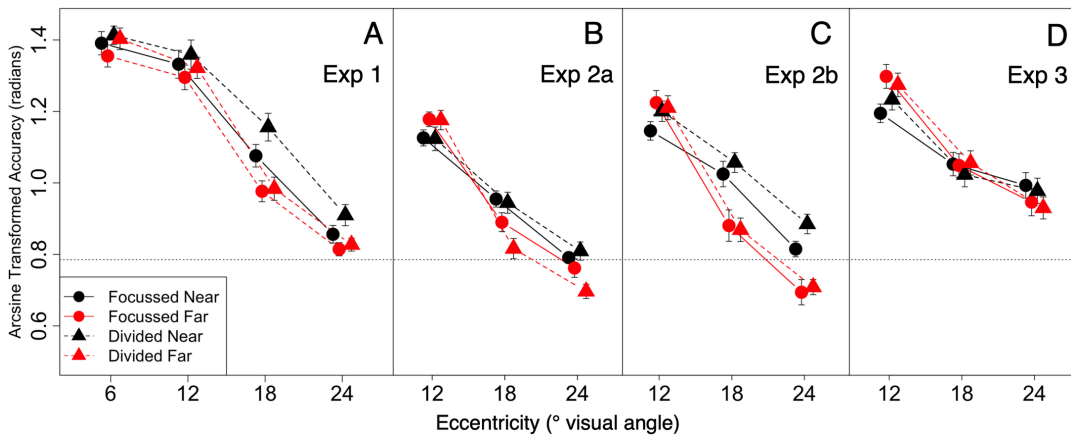 A
Exp 1
B
Exp 2a
C
Exp 2b
D
Exp 3
Arcsine Transformed Accuracy (radians)
1.4
1.2
1.0
0.8
0.6
Focussed Near
Focussed Far
Divided Near
Divided Far
6 12 18 24 12 18 24 12 18 24 12 18 24
Eccentricity (° visual angle)